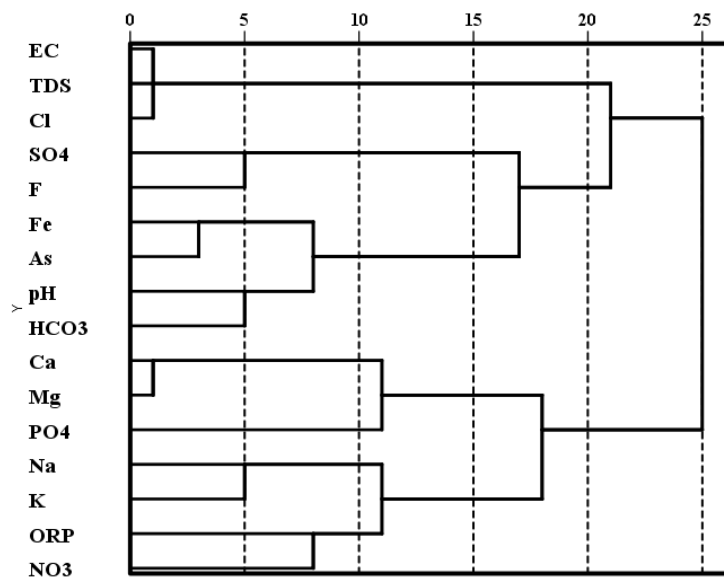 0 5 10 15 20 25
EC
TDS
Cl
SO4
F
Fe
As
pH
Y
HCO3
Ca
Mg
PO4
Na
K
ORP
NO3